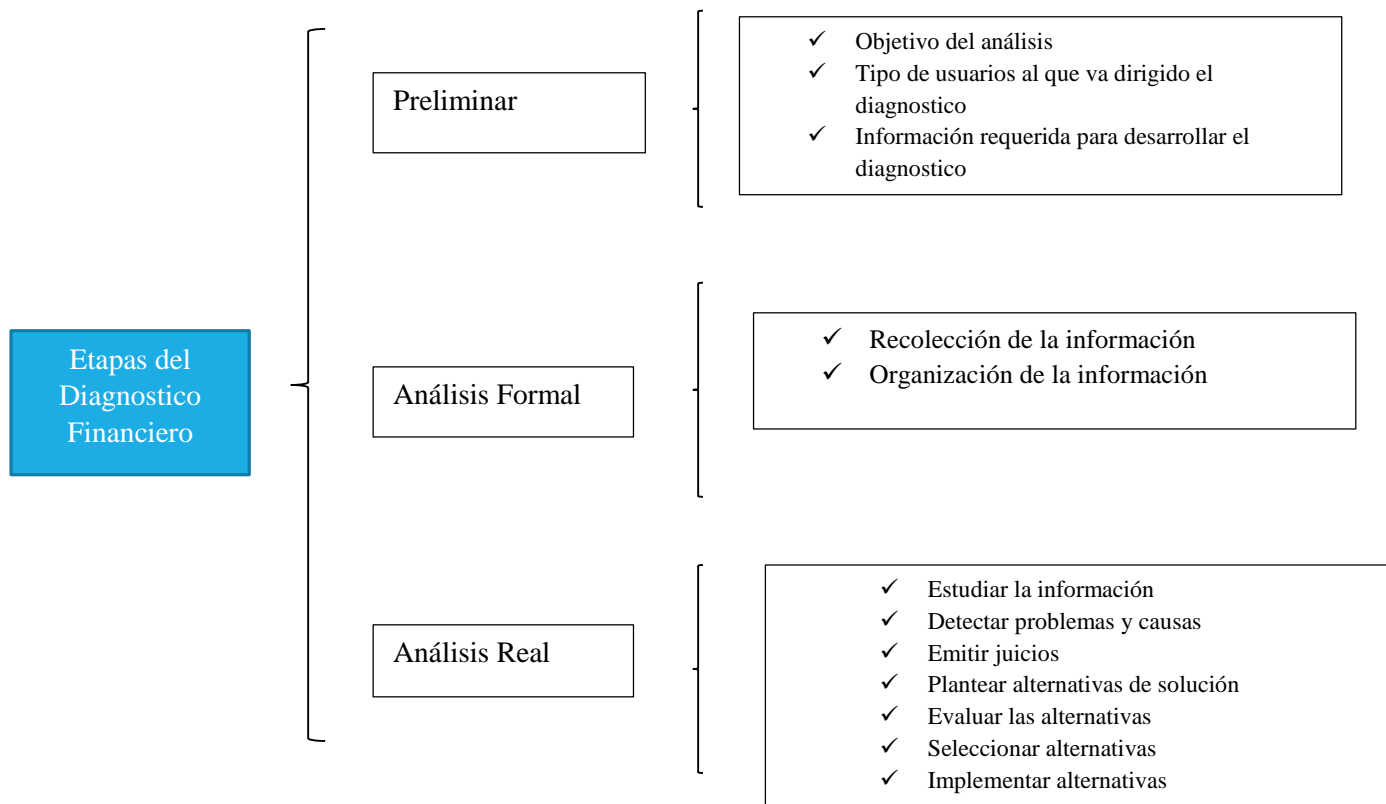 Etapas del
Diagnostico
Financiero
Preliminar
✓ Objetivo del análisis
✓ Tipo de usuarios al que va dirigido el
diagnostico
✓ Información requerida para desarrollar el
diagnostico
Análisis Formal
✓ Recolección de la información
✓ Organización de la información
Análisis Real
✓ Estudiar la información
✓ Detectar problemas y causas
✓ Emitir juicios
✓ Plantear alternativas de solución
✓ Evaluar las alternativas
✓ Seleccionar alternativas
✓ Implementar alternativas